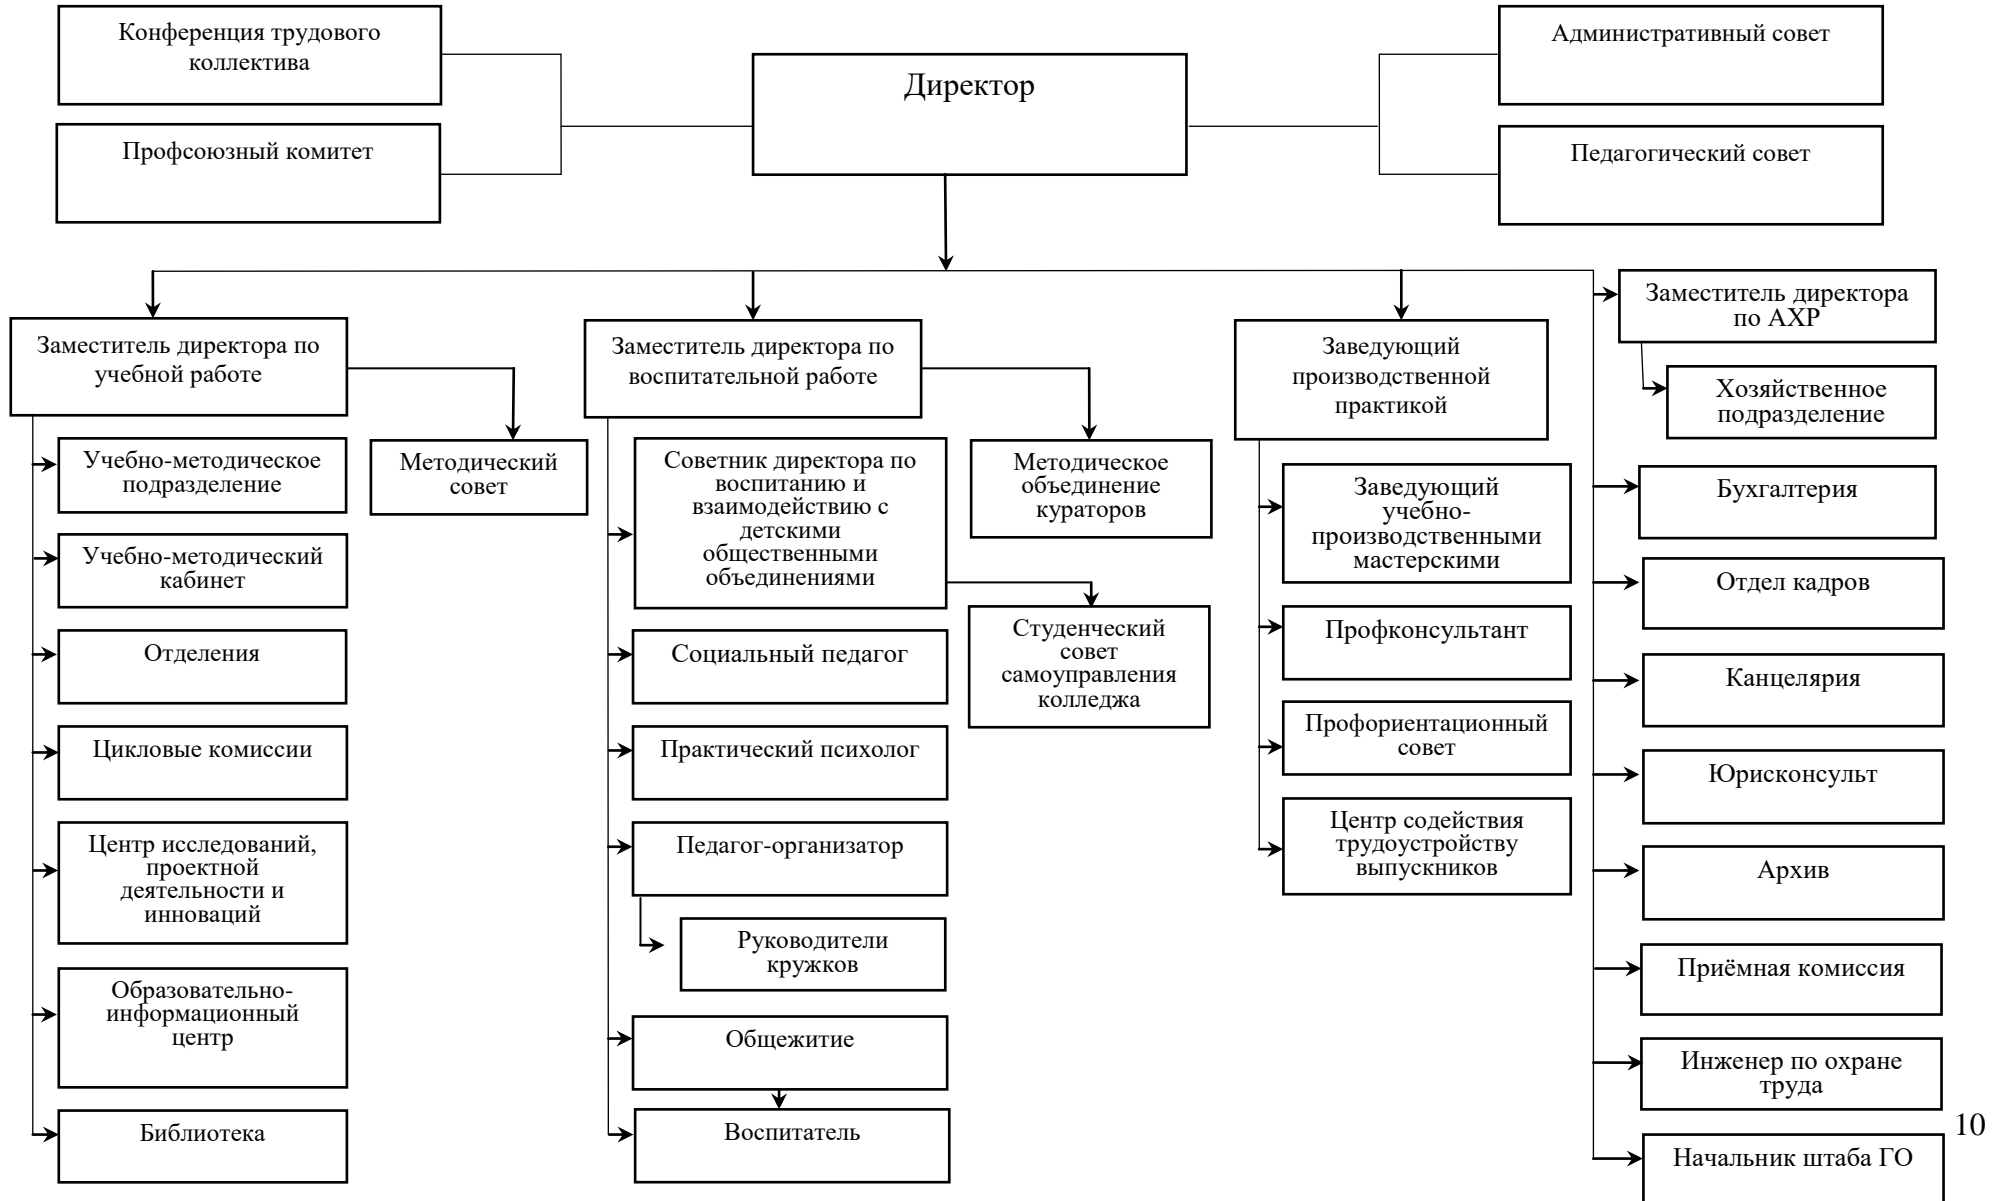 Конференция трудового
коллектива
Профсоюзный комитет
Директор
Административный совет
Педагогический совет
Заместитель директора по
учебной работе
Учебно-методическое
подразделение
Учебно-методический
кабинет
Отделения
Цикловые комиссии
Центр исследований,
проектной
деятельности и
инноваций
Образовательно-
информационный
центр
Библиотека
Методический
совет
Заместитель директора по
воспитательной работе
Советник директора по
воспитанию и
взаимодействию с
детскими
общественными
объединениями
Социальный педагог
Практический психолог
Педагог-организатор
Руководители
кружков
Общежитие
Воспитатель
Методическое
объединение
кураторов
Студенческий
совет
самоуправления
колледжа
Заведующий
производственной
практикой
Заведующий
учебно-
производственными
мастерскими
Профконсультант
Профориентационный
совет
Центр содействия
трудоустройству
выпускников
Заместитель директора
по АХР
Хозяйственное
подразделение
Бухгалтерия
Отдел кадров
Канцелярия
Юрисконсульт
Архив
Приёмная комиссия
Инженер по охране
труда
Начальник штаба ГО
10